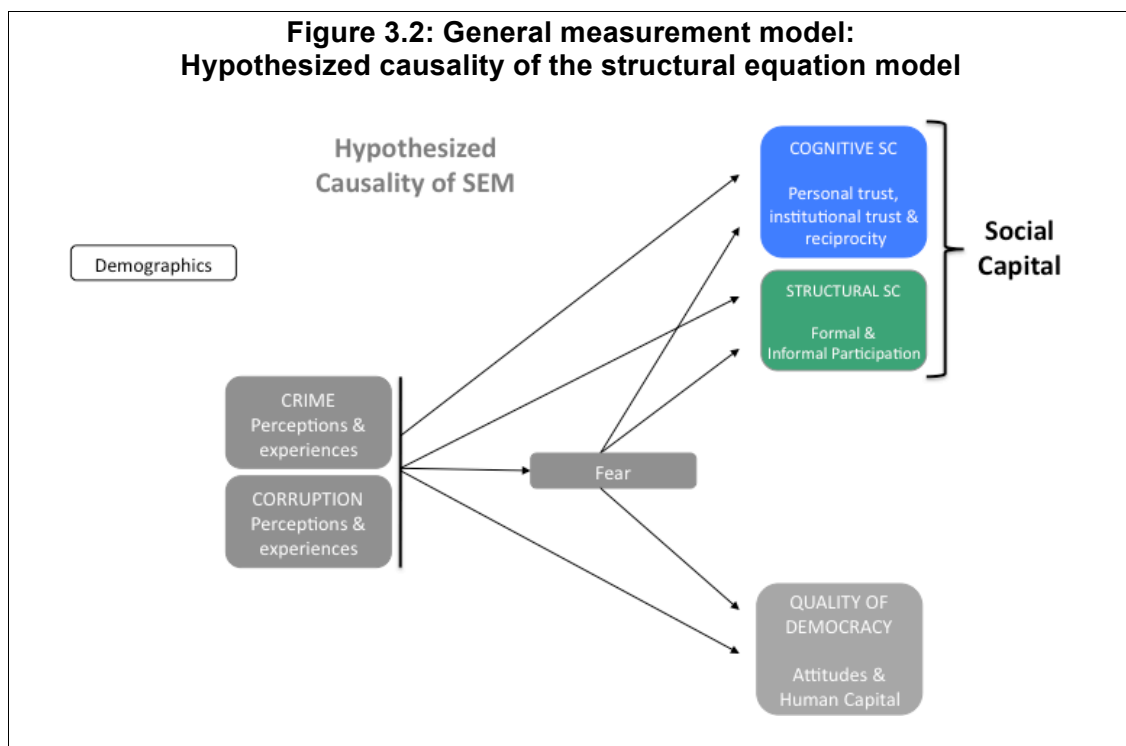 Figure 3.2: General measurement model:
Hypothesized causality of the structural equation model
Hypothesized
Causality of SEM
COGNITIVE SC
Personal trust,
institutional trust &
reciprocity
Social
Capital
Demographics
STRUCTURAL SC
Formal &
Informal Participation
CRIME
Perceptions &
experiences
Fear
CORRUPTION
Perceptions &
experiences
QUALITY OF
DEMOCRACY
Attitudes &
Human Capital